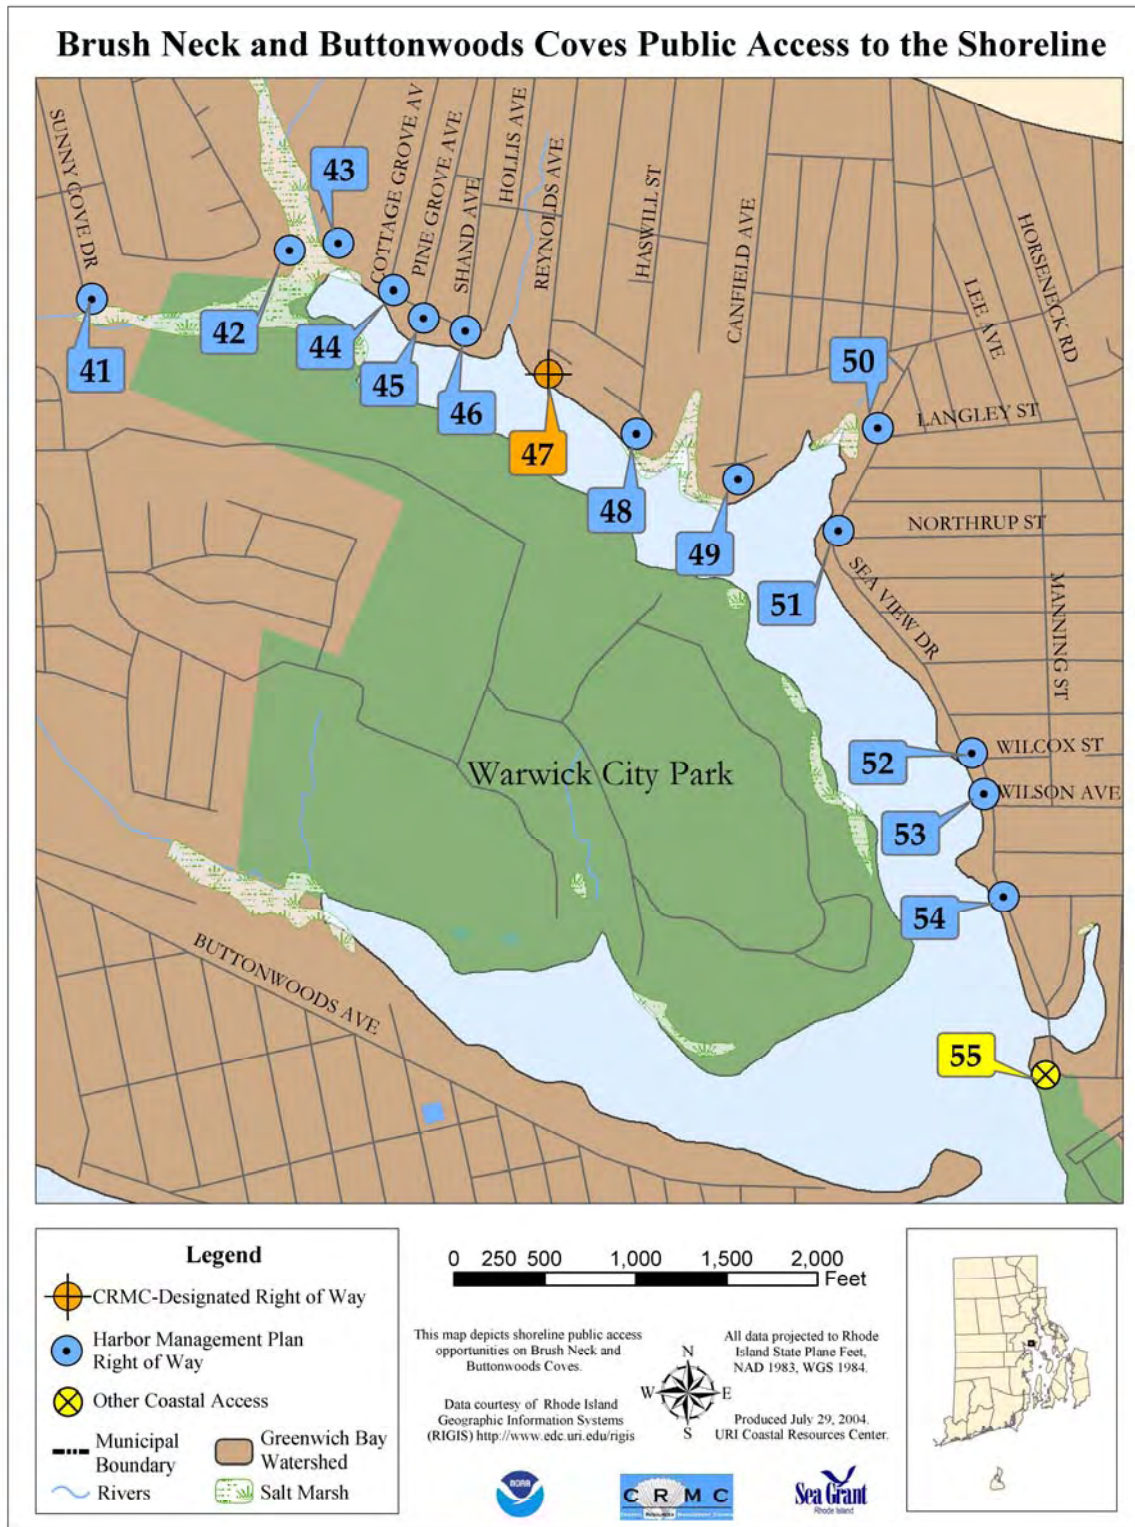 Brush Neck and Buttonwoods Coves Public Access to the Shoreline
SUNNY COVE DR
COTTAGE GROVE AV
PINE GROVE AVE
SHAND AVE
HOLLIS AVE
REYNOLDS AVE
HASWILL ST
CANFIELD AVE
LEE AVE
HORSENECK RD
LANGLEY ST
NORTHRUP ST
SEA VIEW DR
MANNING ST
WILCOX ST
WILSON AVE
BUTTONWOODS AVE
Warwick City Park
41
42
43
44
45
46
47
48
49
50
51
52
53
54
55
Legend
CRMC-Designated Right of Way
Harbor Management Plan
Right of Way
Other Coastal Access
Municipal
Boundary
Rivers
Greenwich Bay
Watershed
Salt Marsh
0 250 500 1,000 1,500 2,000
Feet
This map depicts shoreline public access
opportunities on Brush Neck and
Buttonwoods Coves.
Data courtesy of Rhode Island
Geographic Information Systems
(RIGIS) http://www.edc.uri.edu/rigis
N
W E
S
All data projected to Rhode
Island State Plane Feet,
NAD 1983, WGS 1984.
Produced July 29, 2004.
URI Coastal Resources Center.
NOAA
CRMC
Sea Grant
Rhode Island